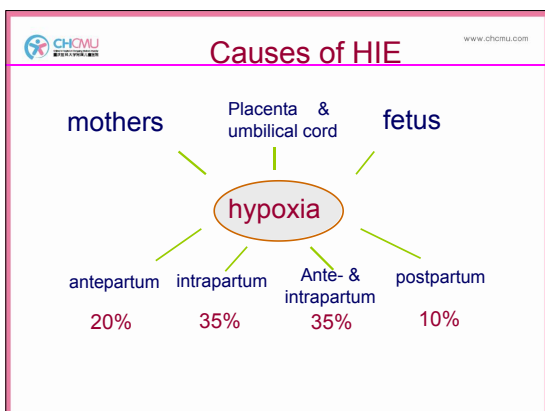 CHCMU
www.chcmu.com
Causes of HIE
mothers
Placenta &
umbilical cord
fetus
hypoxia
antepartum
intrapartum
Ante- &
intrapartum
postpartum
20%
35%
35%
10%